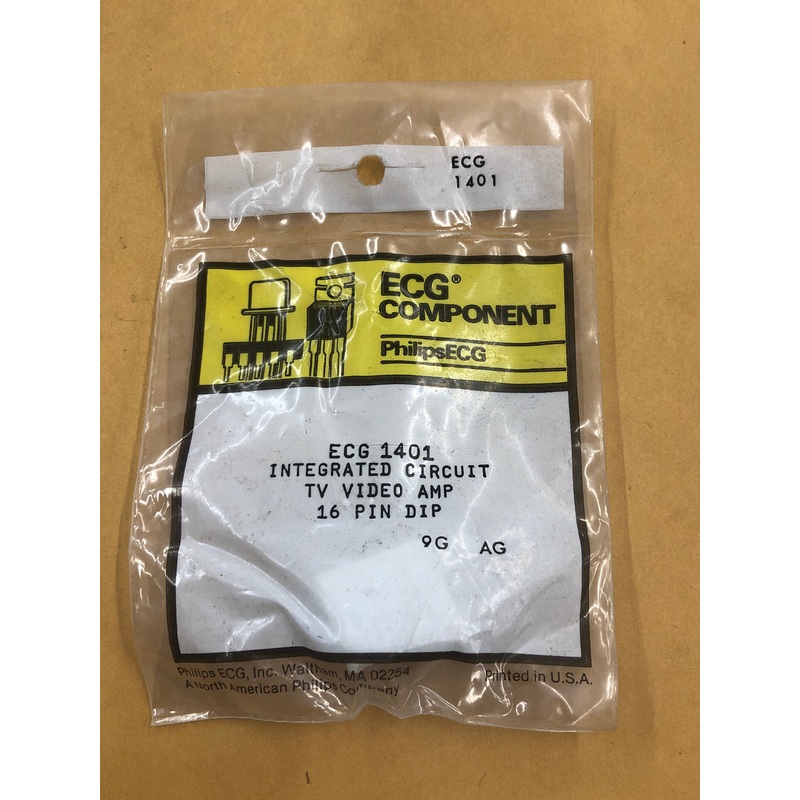 ECG
1401
ECG®
COMPONENT
PhilipsECG
ECG 1401
INTEGRATED CIRCUIT
TV VIDEO AMP
16 PIN DIP
9G AG
Philips ECG, Inc. Waltham, MA 02254
A North American Philips Company
Printed in U.S.A.